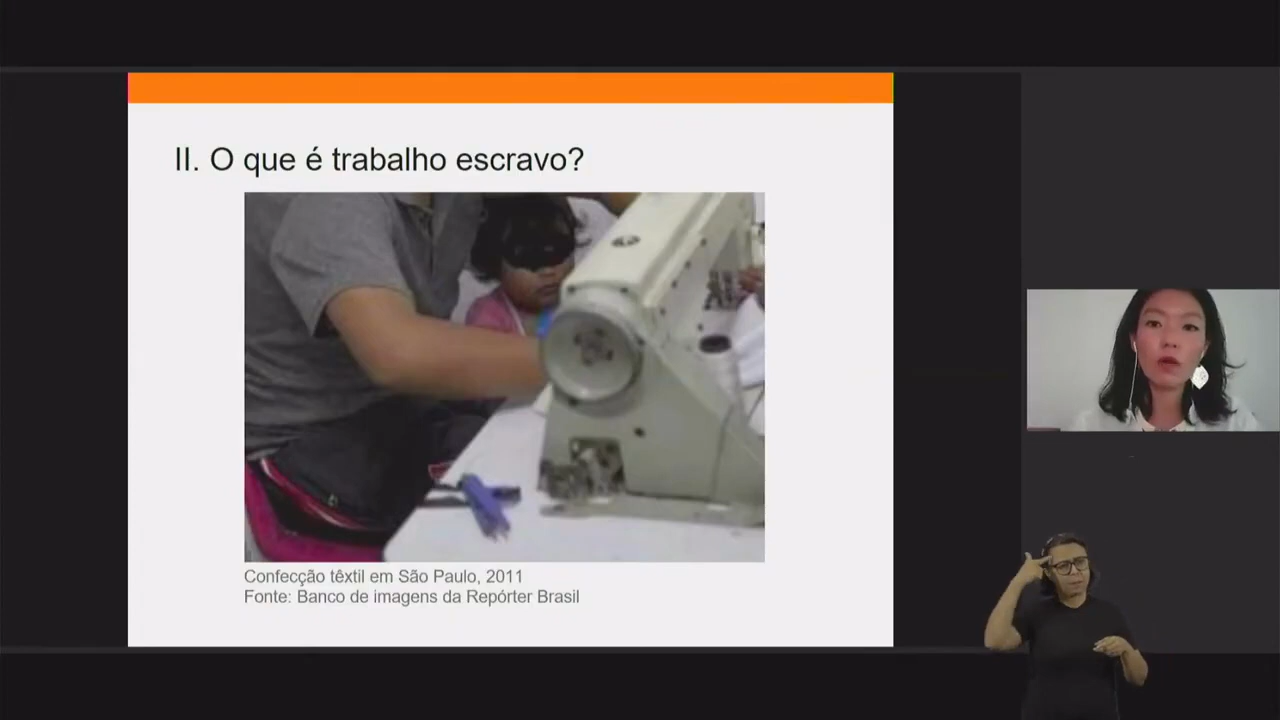 II. O que é trabalho escravo?
Confecção têxtil em São Paulo, 2011
Fonte: Banco de imagens da Repórter Brasil